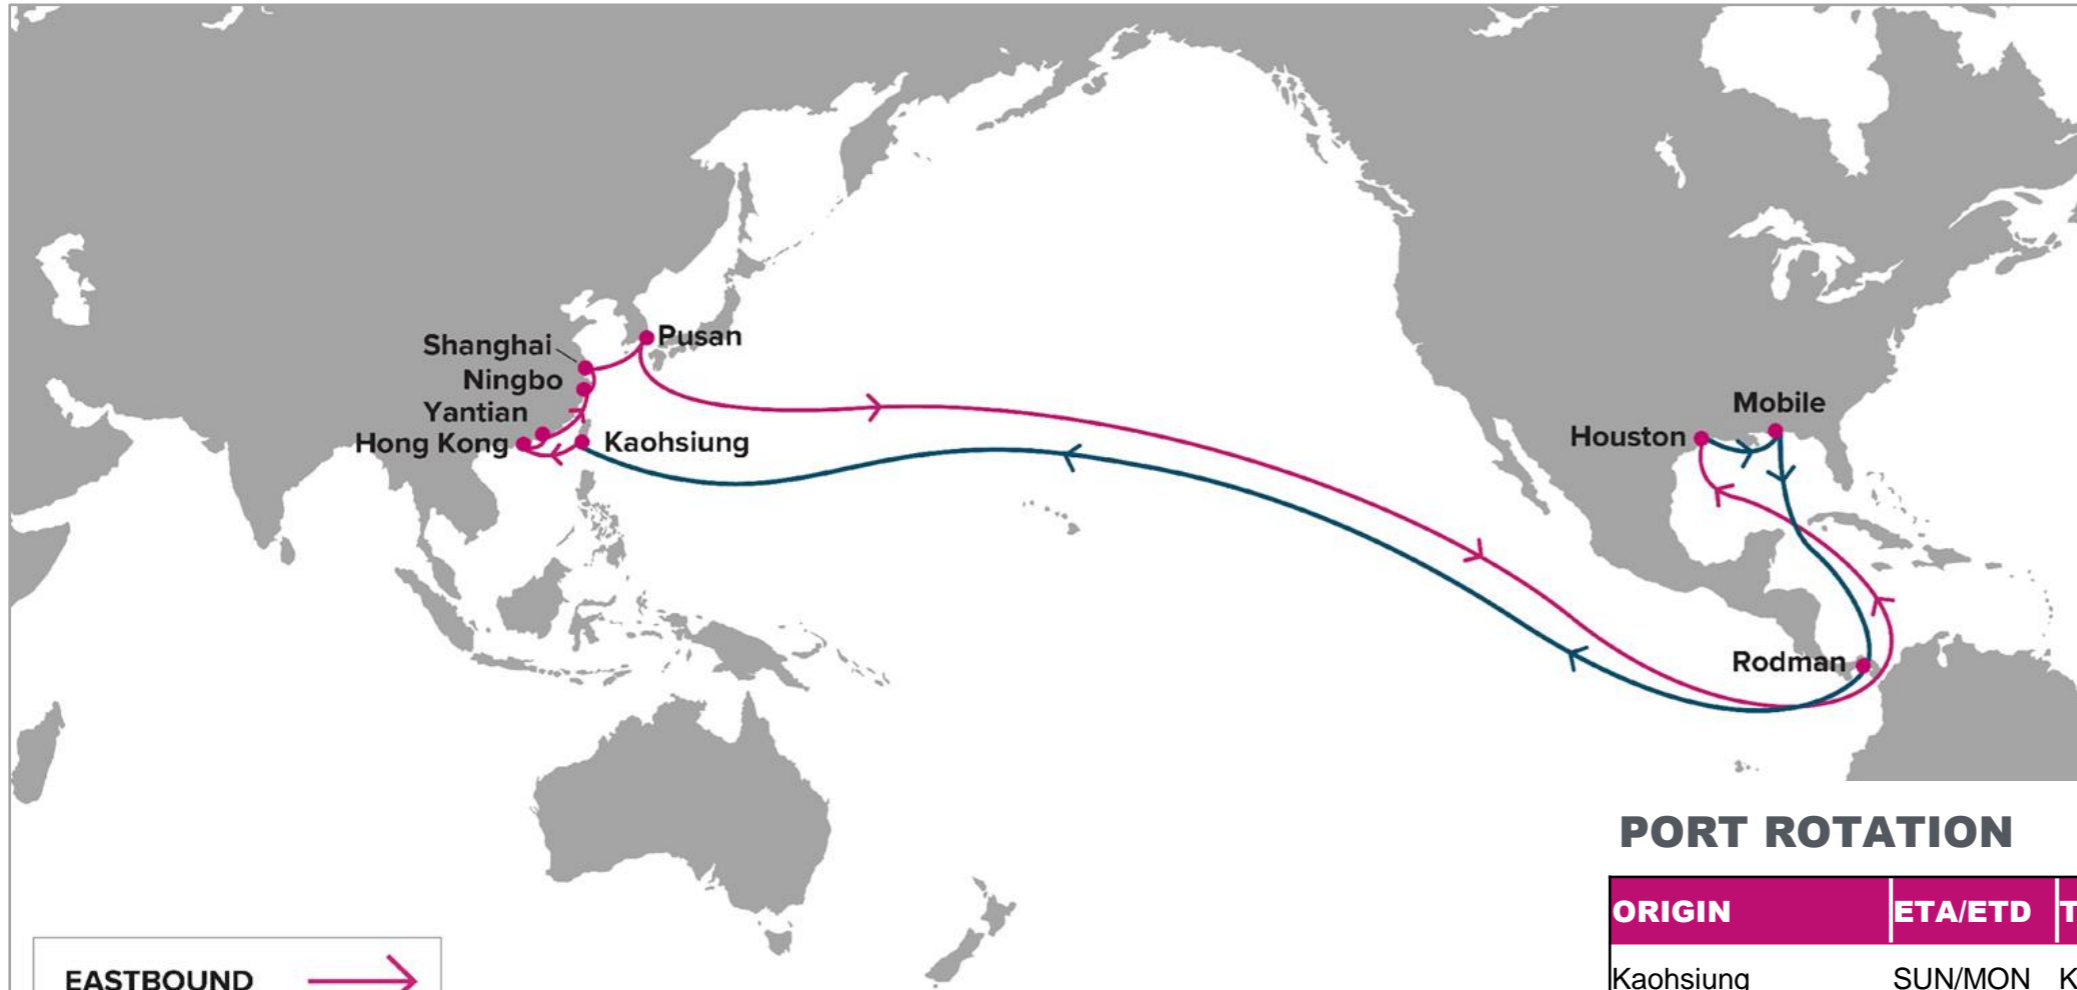 Shanghai
Pusan
Ningbo
Yantian
Hong Kong
Kaohsiung
Mobile
Houston
Rodman
PORT ROTATION
ORIGIN ETA/ETD T
Kaohsiung SUN/MON K
EASTBOUND